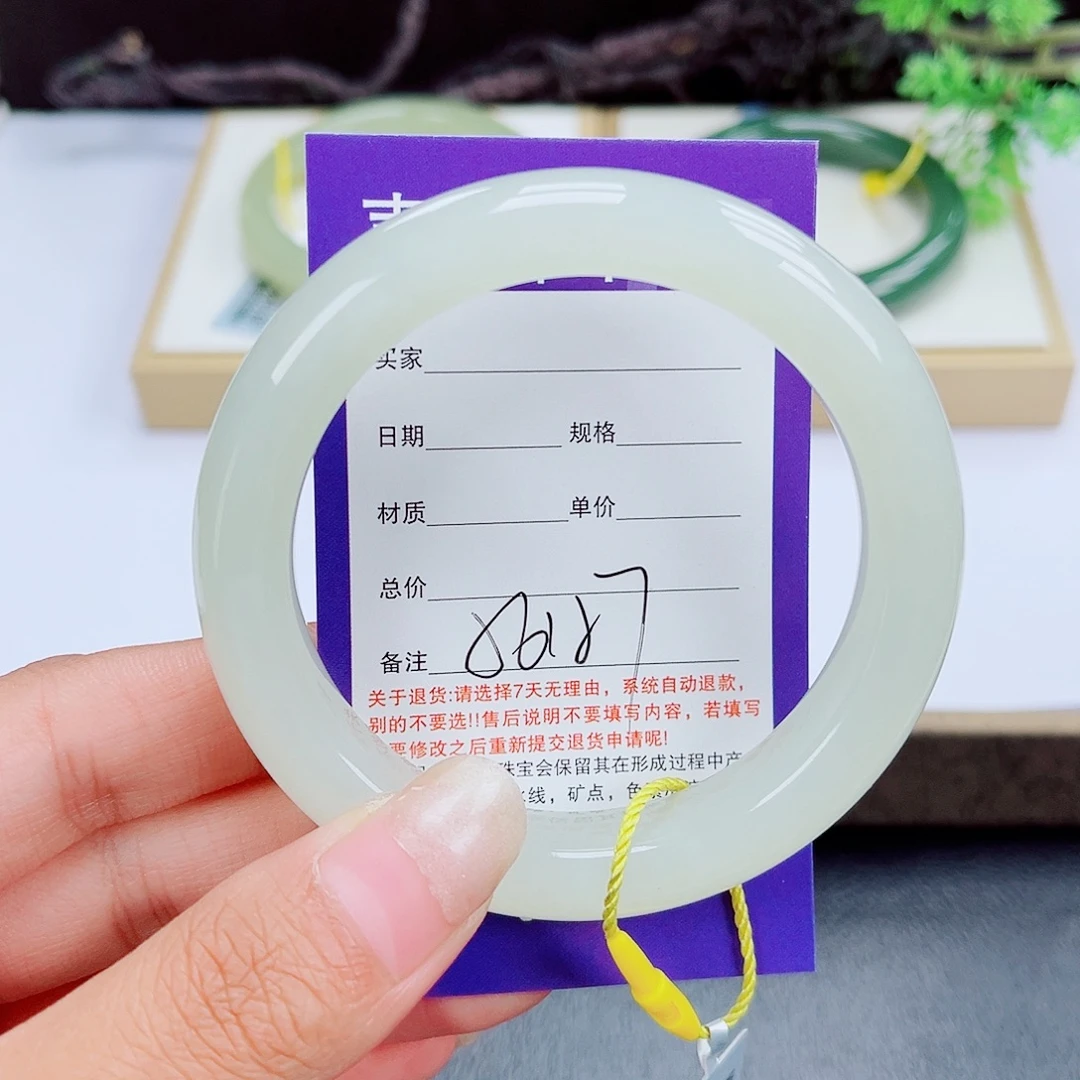 买家
日期 规格
材质 单价
总价
备注
关于退货:请选择7天无理由，系统自动退款，
别的不要选!!售后说明不要填写内容，若填写
要修改之后重新提交退货申请呢!
珠宝会保留其在形成过程中产
线，矿点，色